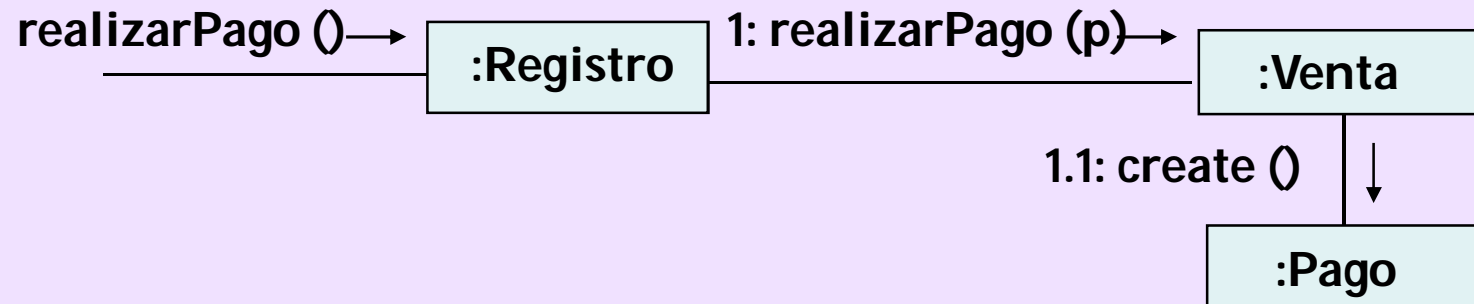 realizarPago ()
:Registro
1: realizarPago (p)
:Venta
1.1: create ()
:Pago